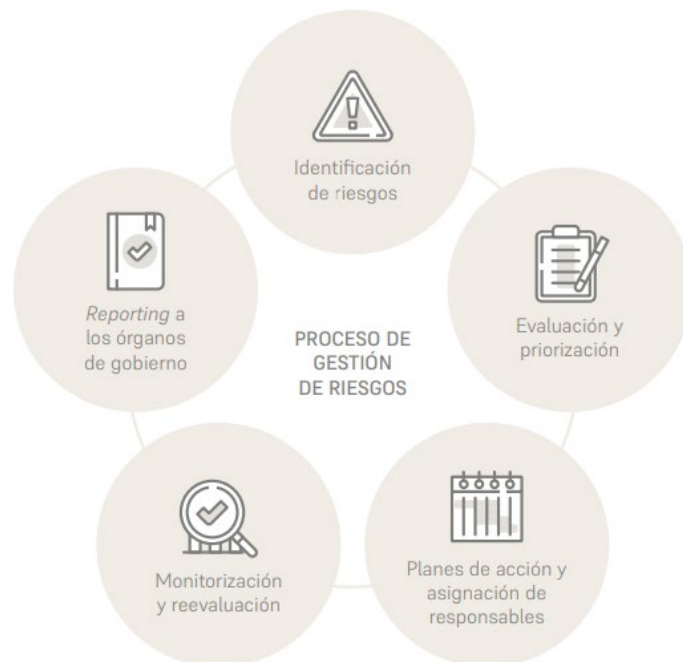 Identificación
de riesgos
Reporting a
los órganos
de gobierno
PROCESO DE
GESTIÓN
DE RIESGOS
Evaluación y
priorización
Monitorización
y reevaluación
Planes de acción y
asignación de
responsables